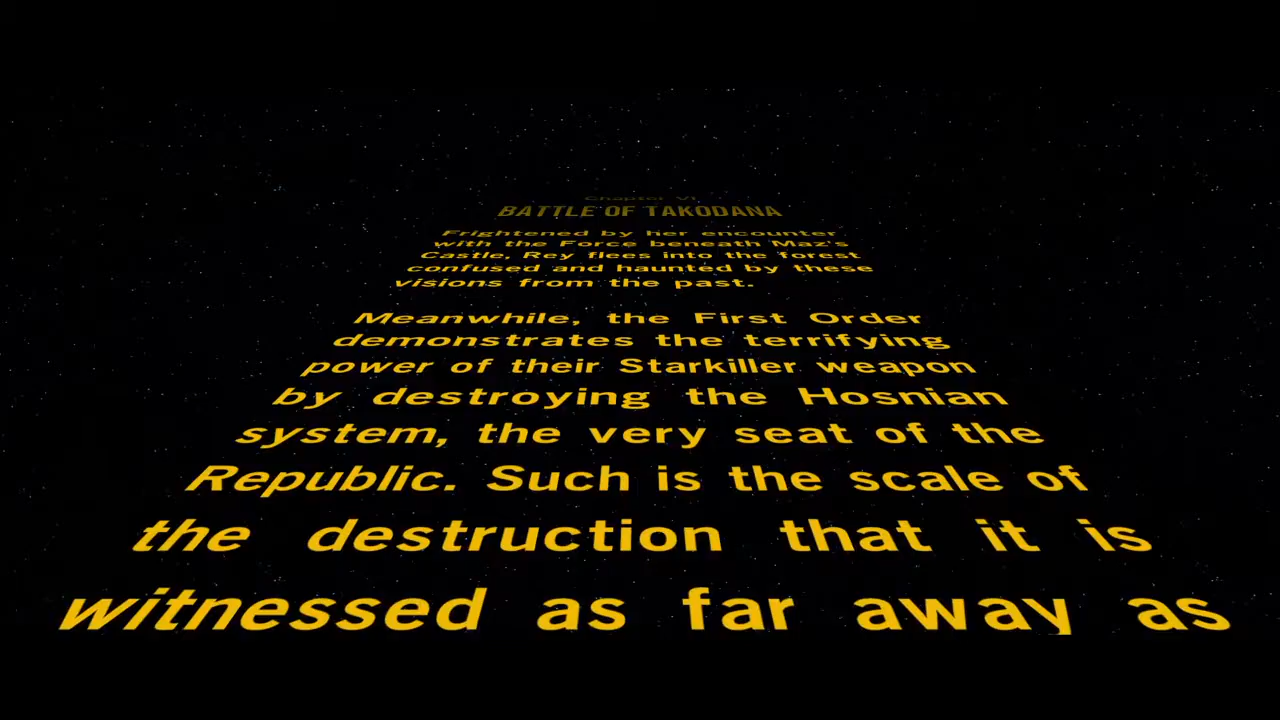 Chapter VI
BATTLE OF TAKODANA
Frightened by her encounter
with the Force beneath Maz's
Castle, Rey flees into the forest
confused and haunted by these
visions from the past.
Meanwhile, the First Order
demonstrates the terrifying
power of their Starkiller weapon
by destroying the Hosnian
system, the very seat of the
Republic. Such is the scale of
the destruction that it is
witnessed as far away as